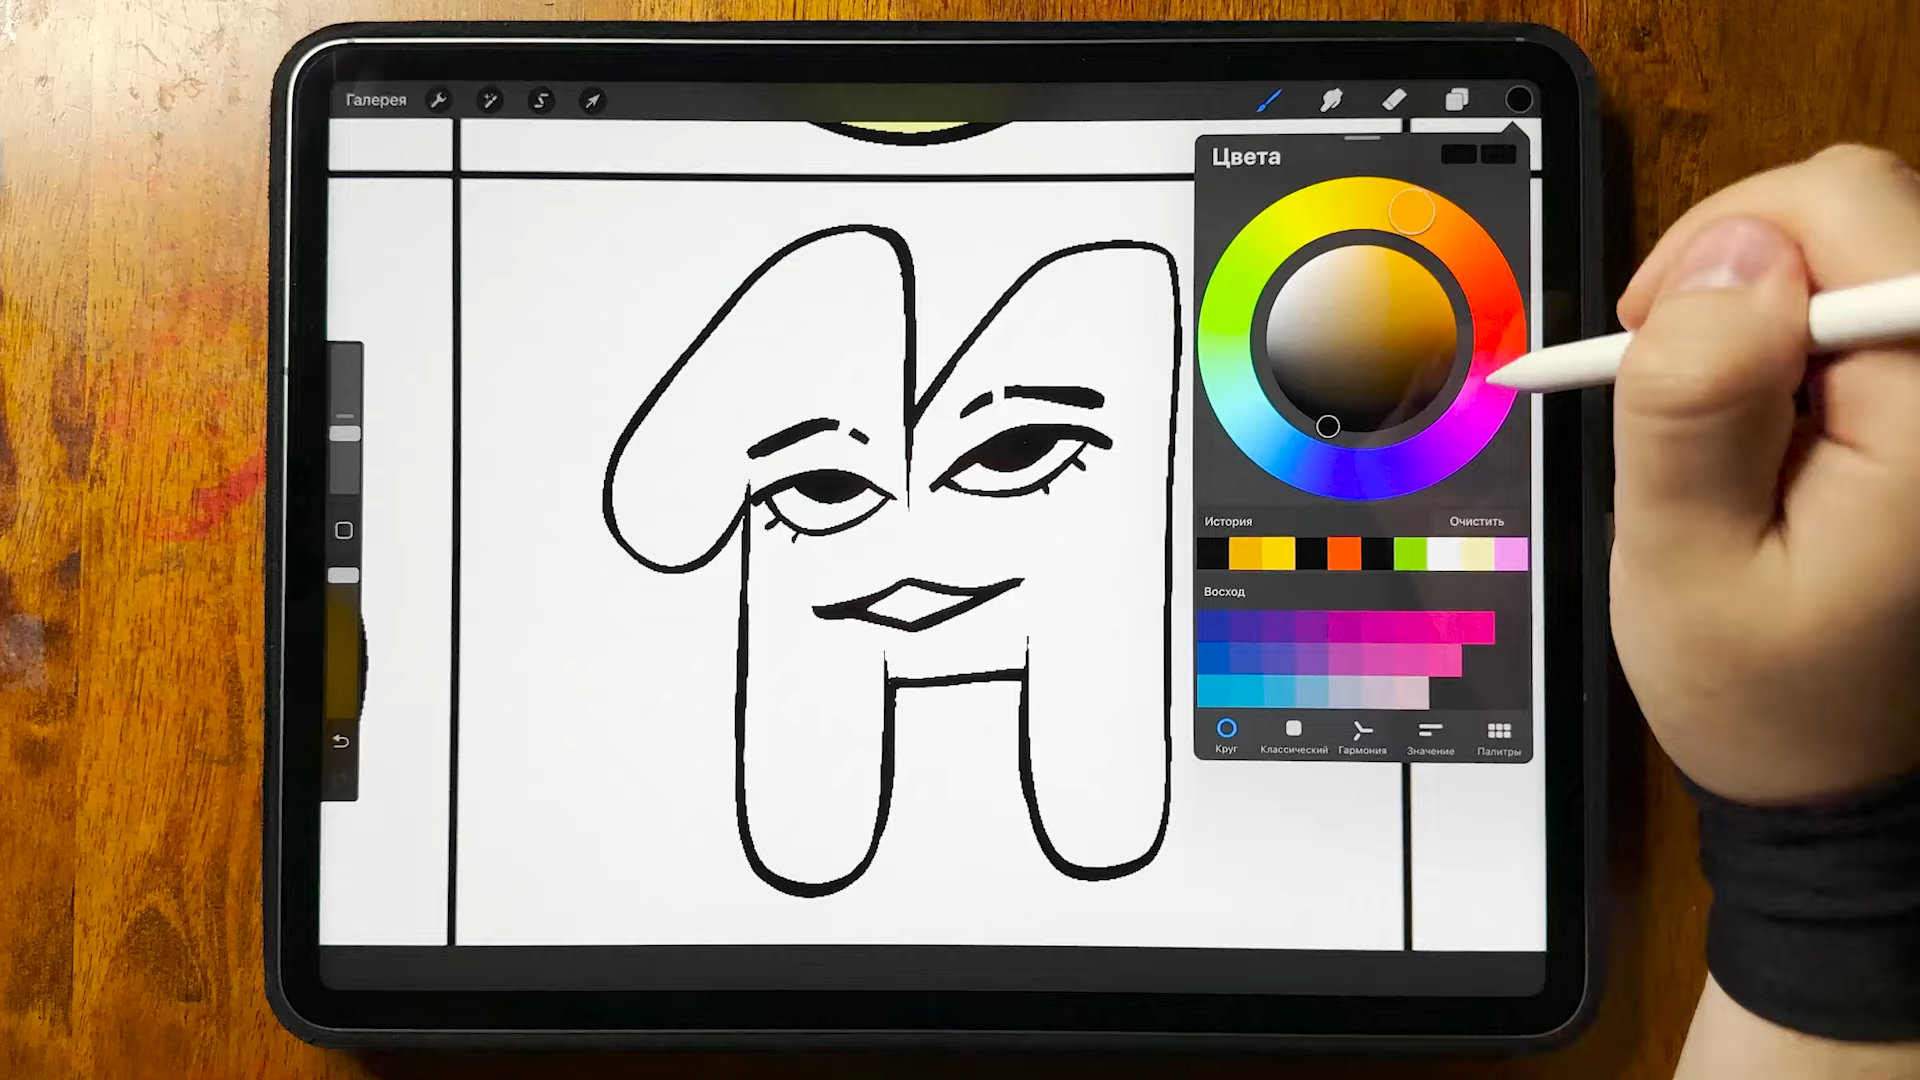 Галерея
Цвета
История Очистить
Восход
Круг Классический Гармония Значение Палитры